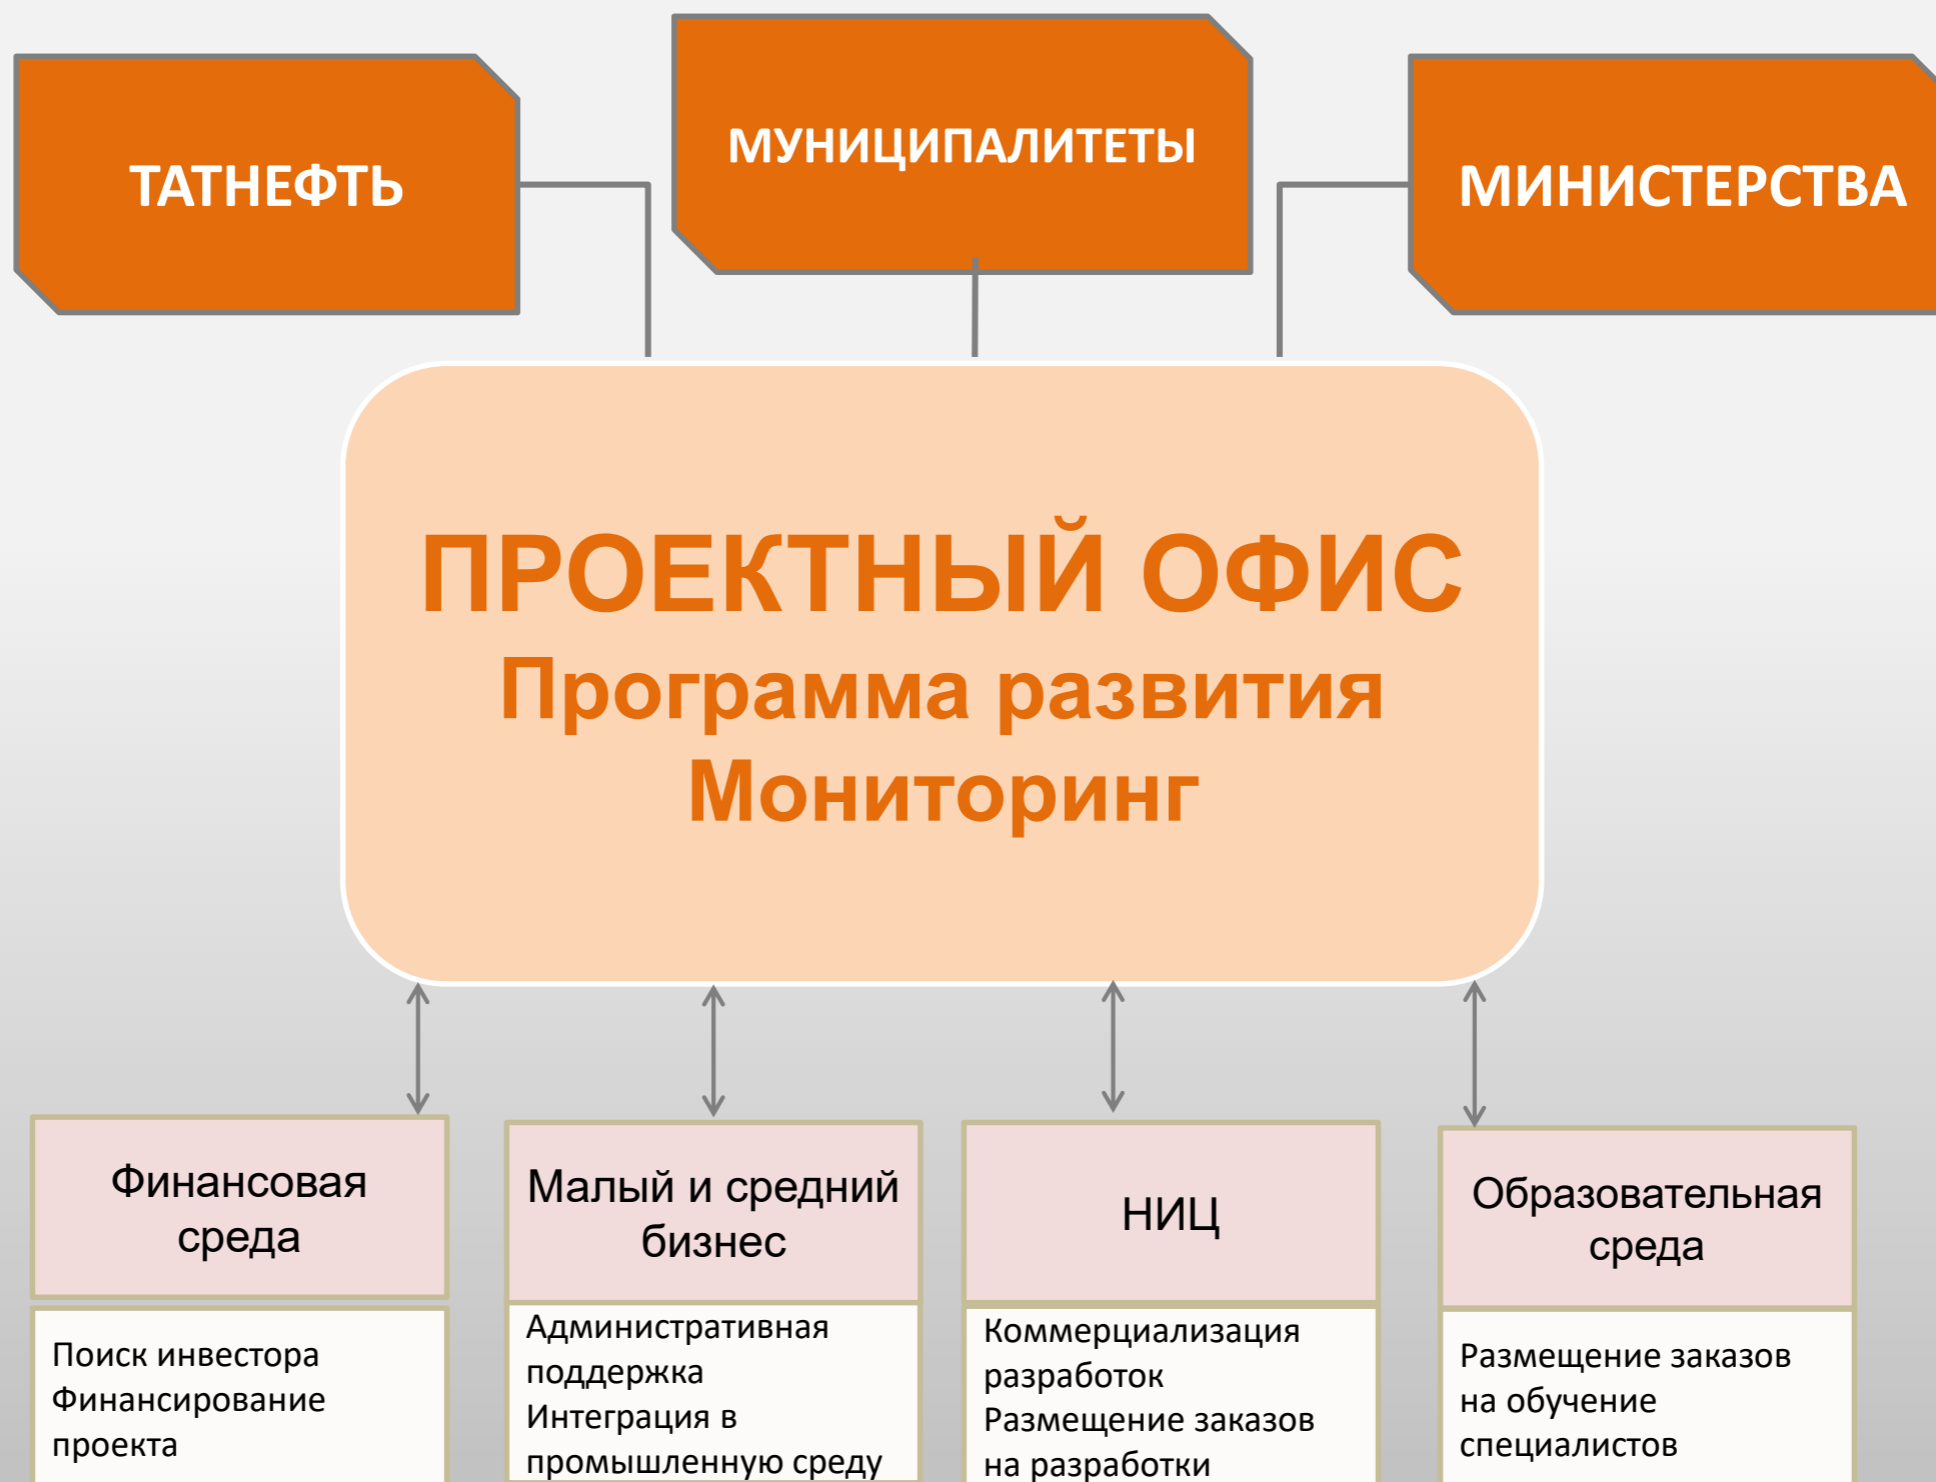 ТАТНЕФТЬ
МУНИЦИПАЛИТЕТЫ
МИНИСТЕРСТВА
ПРОЕКТНЫЙ ОФИС
Программа развития
Мониторинг
Финансовая
среда
Поиск инвестора
Финансирование
проекта
Малый и средний
бизнес
Административная
поддержка
Интеграция в
промышленную среду
НИЦ
Коммерциализация
разработок
Размещение заказов
на разработки
Образовательная
среда
Размещение заказов
на обучение
специалистов